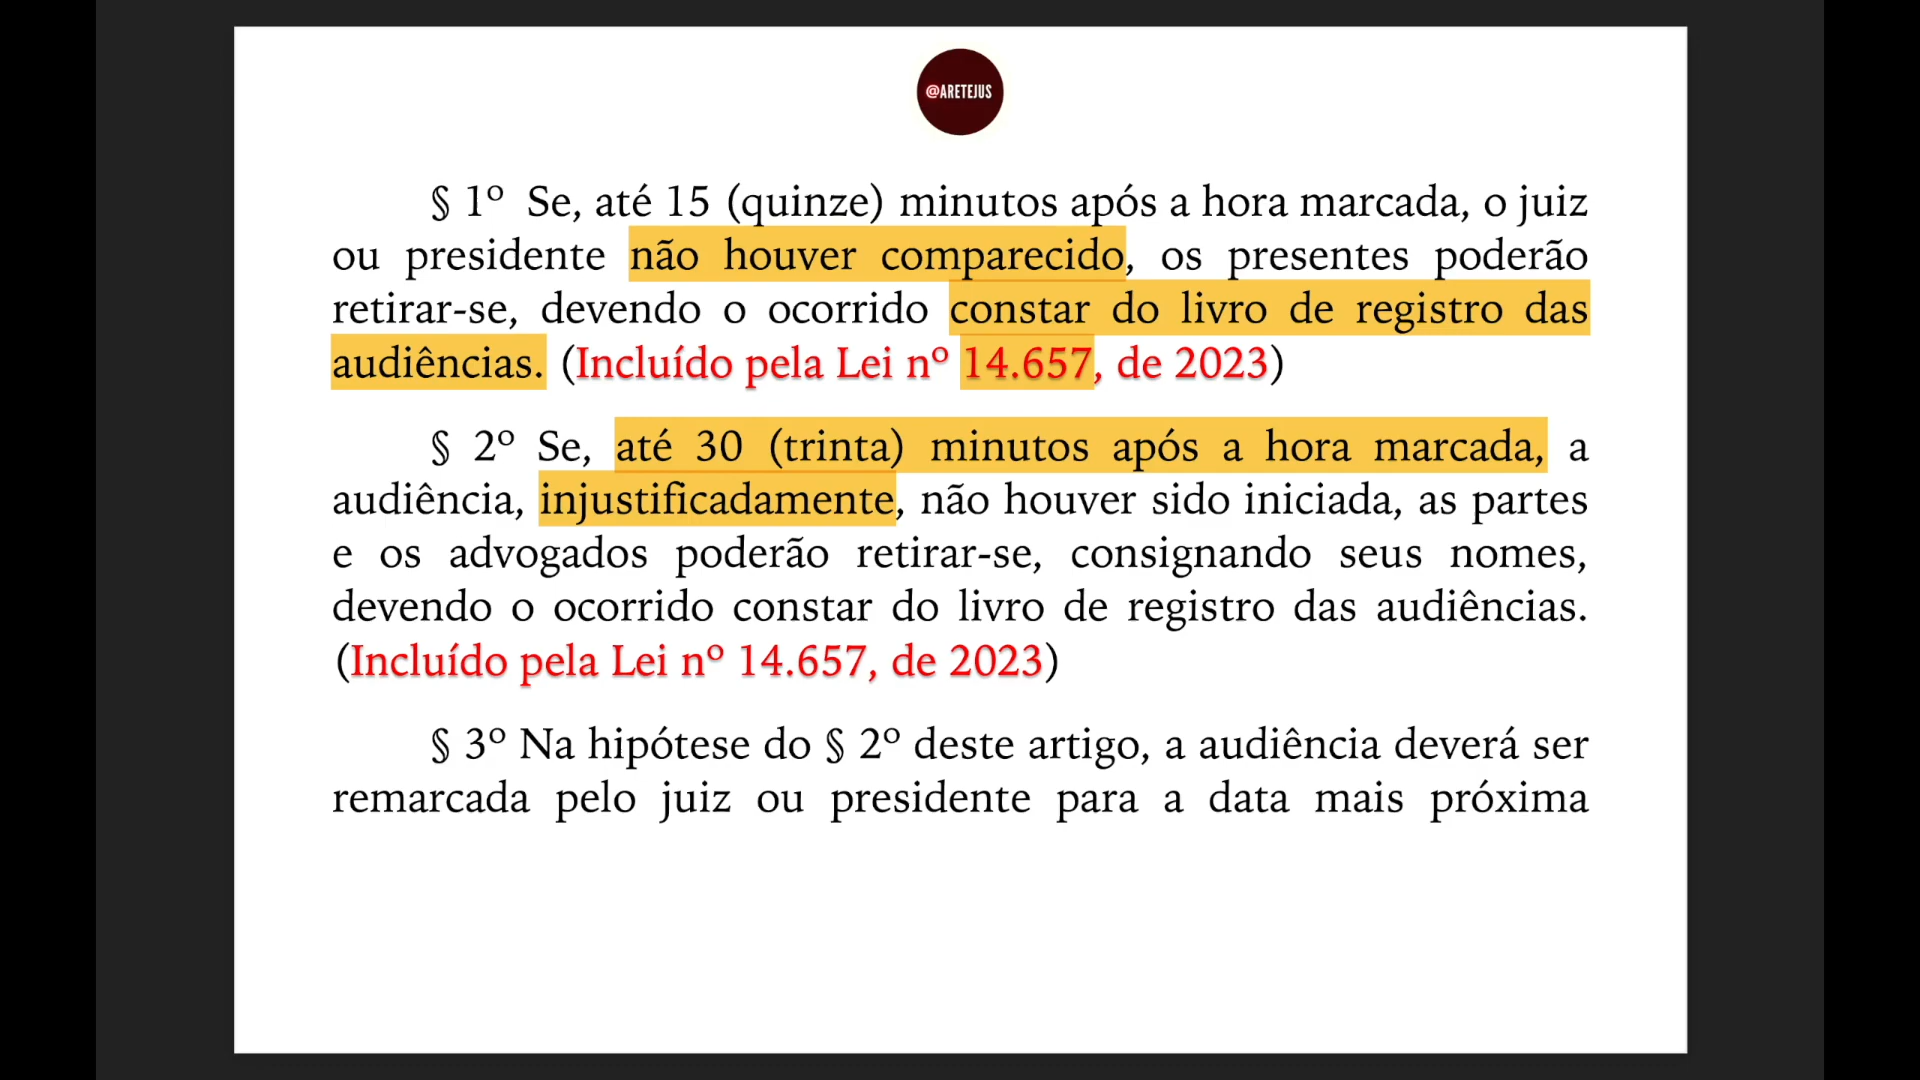 @ARETEJUS
§ 1º Se, até 15 (quinze) minutos após a hora marcada, o juiz
ou presidente não houver comparecido, os presentes poderão
retirar-se, devendo o ocorrido constar do livro de registro das
audiências. (Incluído pela Lei nº 14.657, de 2023)
§ 2º Se, até 30 (trinta) minutos após a hora marcada, a
audiência, injustificadamente, não houver sido iniciada, as partes
e os advogados poderão retirar-se, consignando seus nomes,
devendo o ocorrido constar do livro de registro das audiências.
(Incluído pela Lei nº 14.657, de 2023)
§ 3º Na hipótese do § 2º deste artigo, a audiência deverá ser
remarcada pelo juiz ou presidente para a data mais próxima